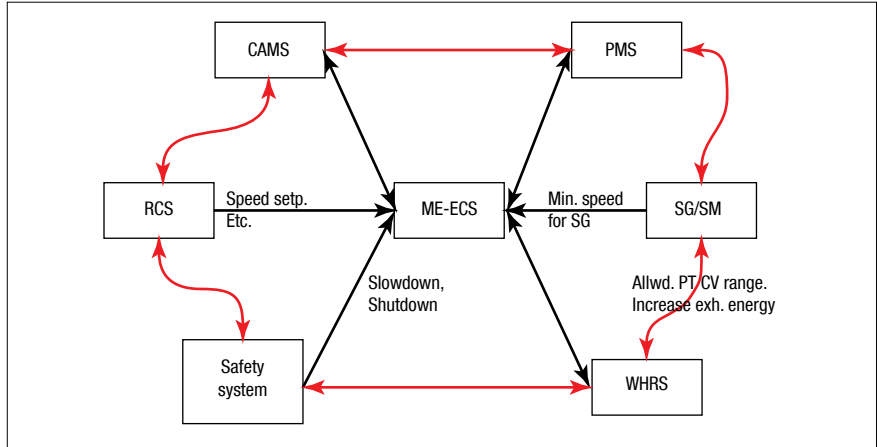 CAMS
PMS
RCS
Speed setp.
Etc.
ME-ECS
Min. speed
for SG
SG/SM
Slowdown,
Shutdown
Allwd. PT CV range.
Increase exh. energy
Safety
system
WHRS